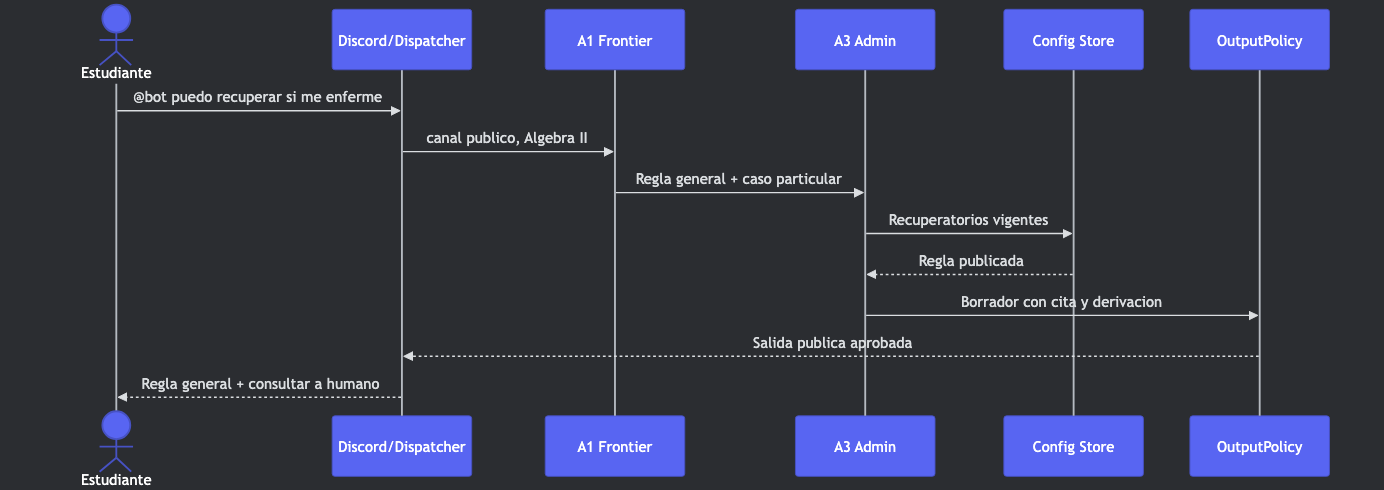 Estudiante
Discord/Dispatcher
A1 Frontier
A3 Admin
Config Store
OutputPolicy
@bot puedo recuperar si me enferme
canal publico, Algebra II
Regla general + caso particular
Recuperatorios vigentes
Regla publicada
Borrador con cita y derivacion
Salida publica aprobada
Regla general + consultar a humano
Estudiante
Discord/Dispatcher
A1 Frontier
A3 Admin
Config Store
OutputPolicy